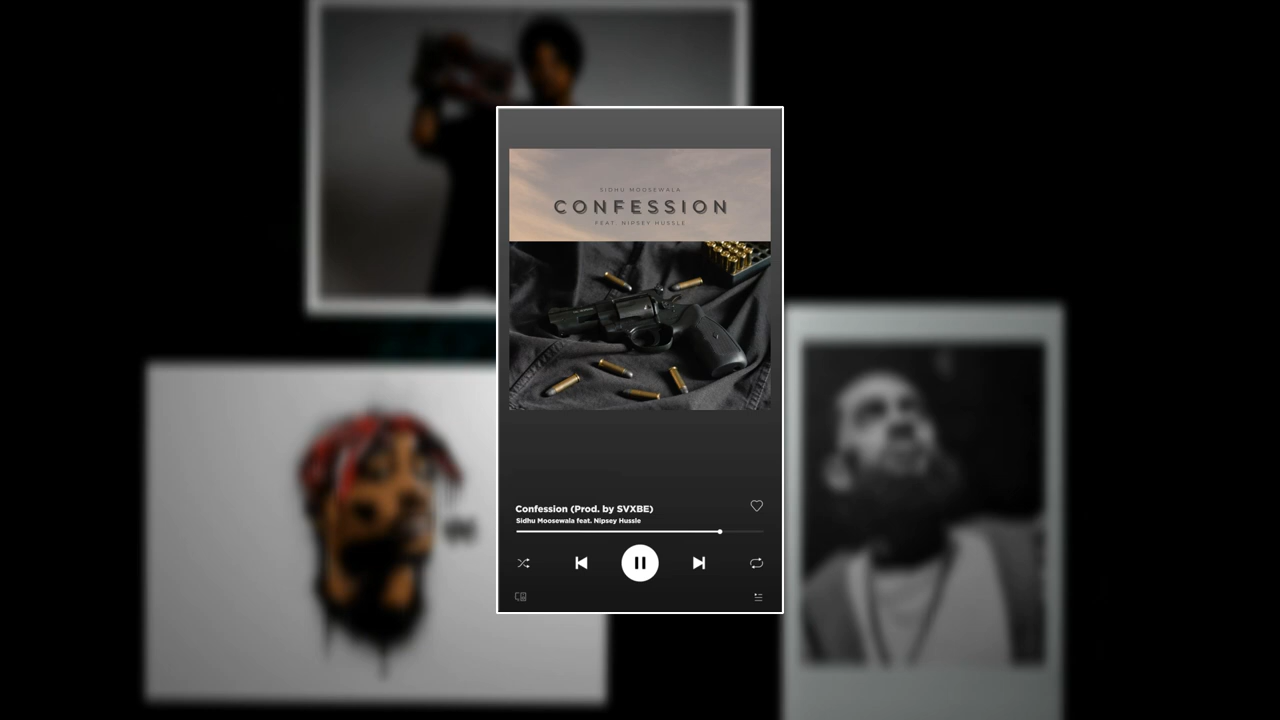 SIDHU MOOSEWALA
CONFESSION
FEAT. NIPSEY HUSSLE
Confession (Prod. by SVXBE)
Sidhu Moosewala feat. Nipsey Hussle